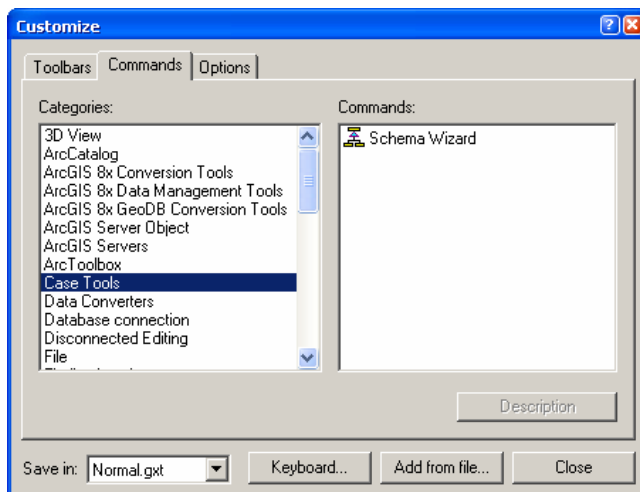 Customize
Toolbars
Commands
Options
Categories:
3D View
ArcCatalog
ArcGIS 8x Conversion Tools
ArcGIS 8x Data Management Tools
ArcGIS 8x GeoDB Conversion Tools
ArcGIS Server Object
ArcGIS Servers
ArcToolbox
Case Tools
Data Converters
Database connection
Disconnected Editing
File
Commands:
Schema Wizard
Description
Save in:
Normal.gxt
Keyboard...
Add from file...
Close